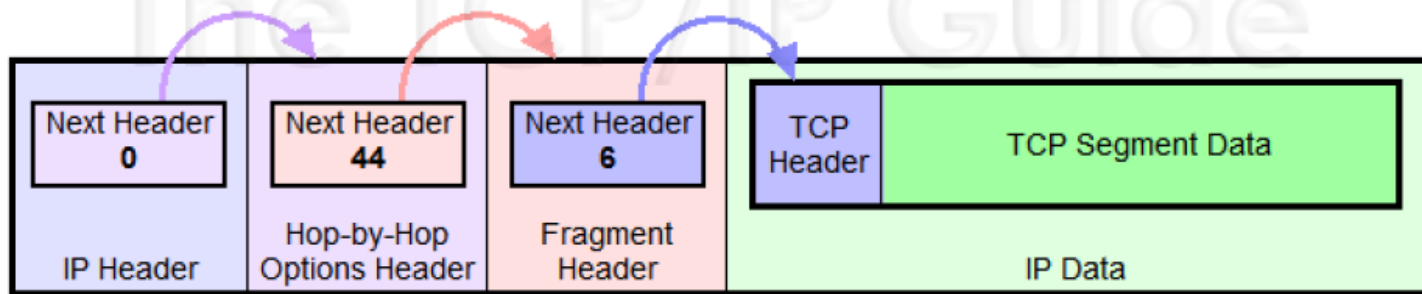 The TCP/IP Guide
Next Header
0
Next Header
44
Next Header
6
TCP
Header
TCP Segment Data
IP Header
Hop-by-Hop
Options Header
Fragment
Header
IP Data